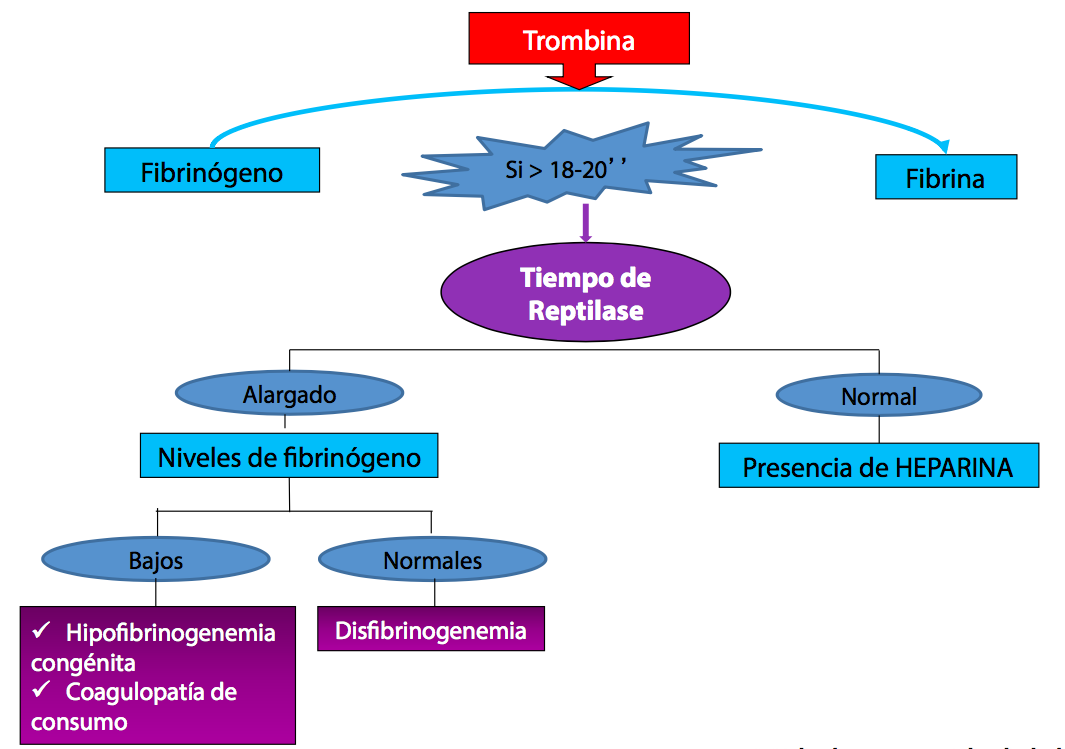 Trombina
Fibrinógeno
Si > 18-20’’
Fibrina
Tiempo de
Reptilase
Alargado
Normal
Niveles de fibrinógeno
Presencia de HEPARINA
Bajos
Normales
✓ Hipofibrinogenemia
congénita
✓ Coagulopatía de
consumo
Disfibrinogenemia